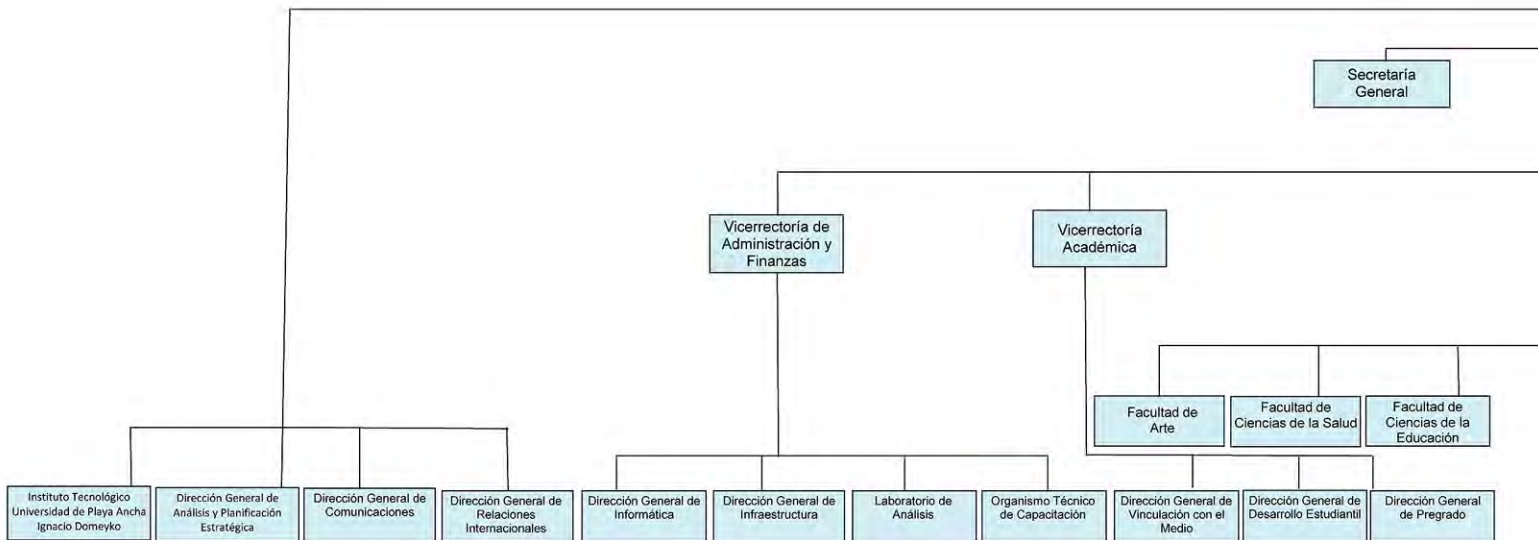 Secretaría
General
Vicerrectoría de
Administración y
Finanzas
Vicerrectoría
Académica
Facultad de
Arte
Facultad de
Ciencias de la Salud
Facultad de
Ciencias de la
Educación
Instituto Tecnológico
Universidad de Playa Ancha
Ignacio Domeyko
Dirección General de
Análisis y Planificación
Estratégica
Dirección General de
Comunicaciones
Dirección General de
Relaciones
Internacionales
Dirección General de
Informática
Dirección General de
Infraestructura
Laboratorio de
Análisis
Organismo Técnico
de Capacitación
Dirección General de
Vinculación con el
Medio
Dirección General de
Desarrollo Estudiantil
Dirección General
de Pregrado